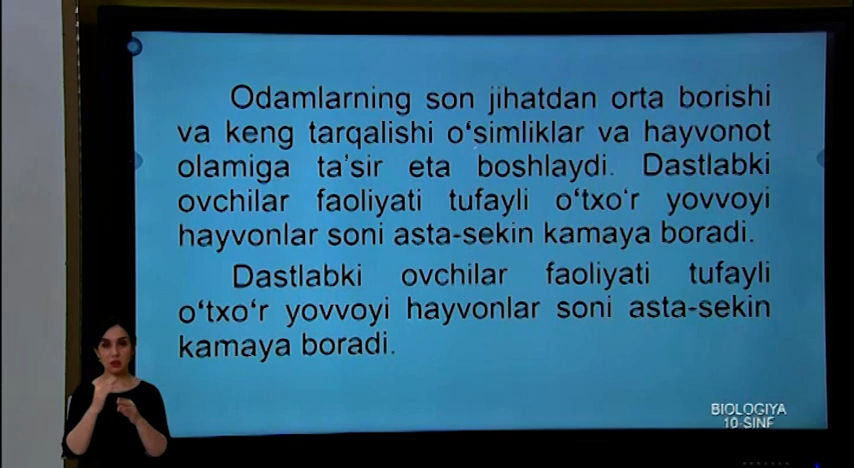 Odamlarning son jihatdan orta borishi
va keng tarqalishi o‘simliklar va hayvonot
olamiga ta’sir eta boshlaydi. Dastlabki
ovchilar faoliyati tufayli o‘txo‘r yovvoyi
hayvonlar soni asta-sekin kamaya boradi.
Dastlabki ovchilar faoliyati tufayli
o‘txo‘r yovvoyi hayvonlar soni asta-sekin
kamaya boradi.
BIOLOGIYA
10-SINF